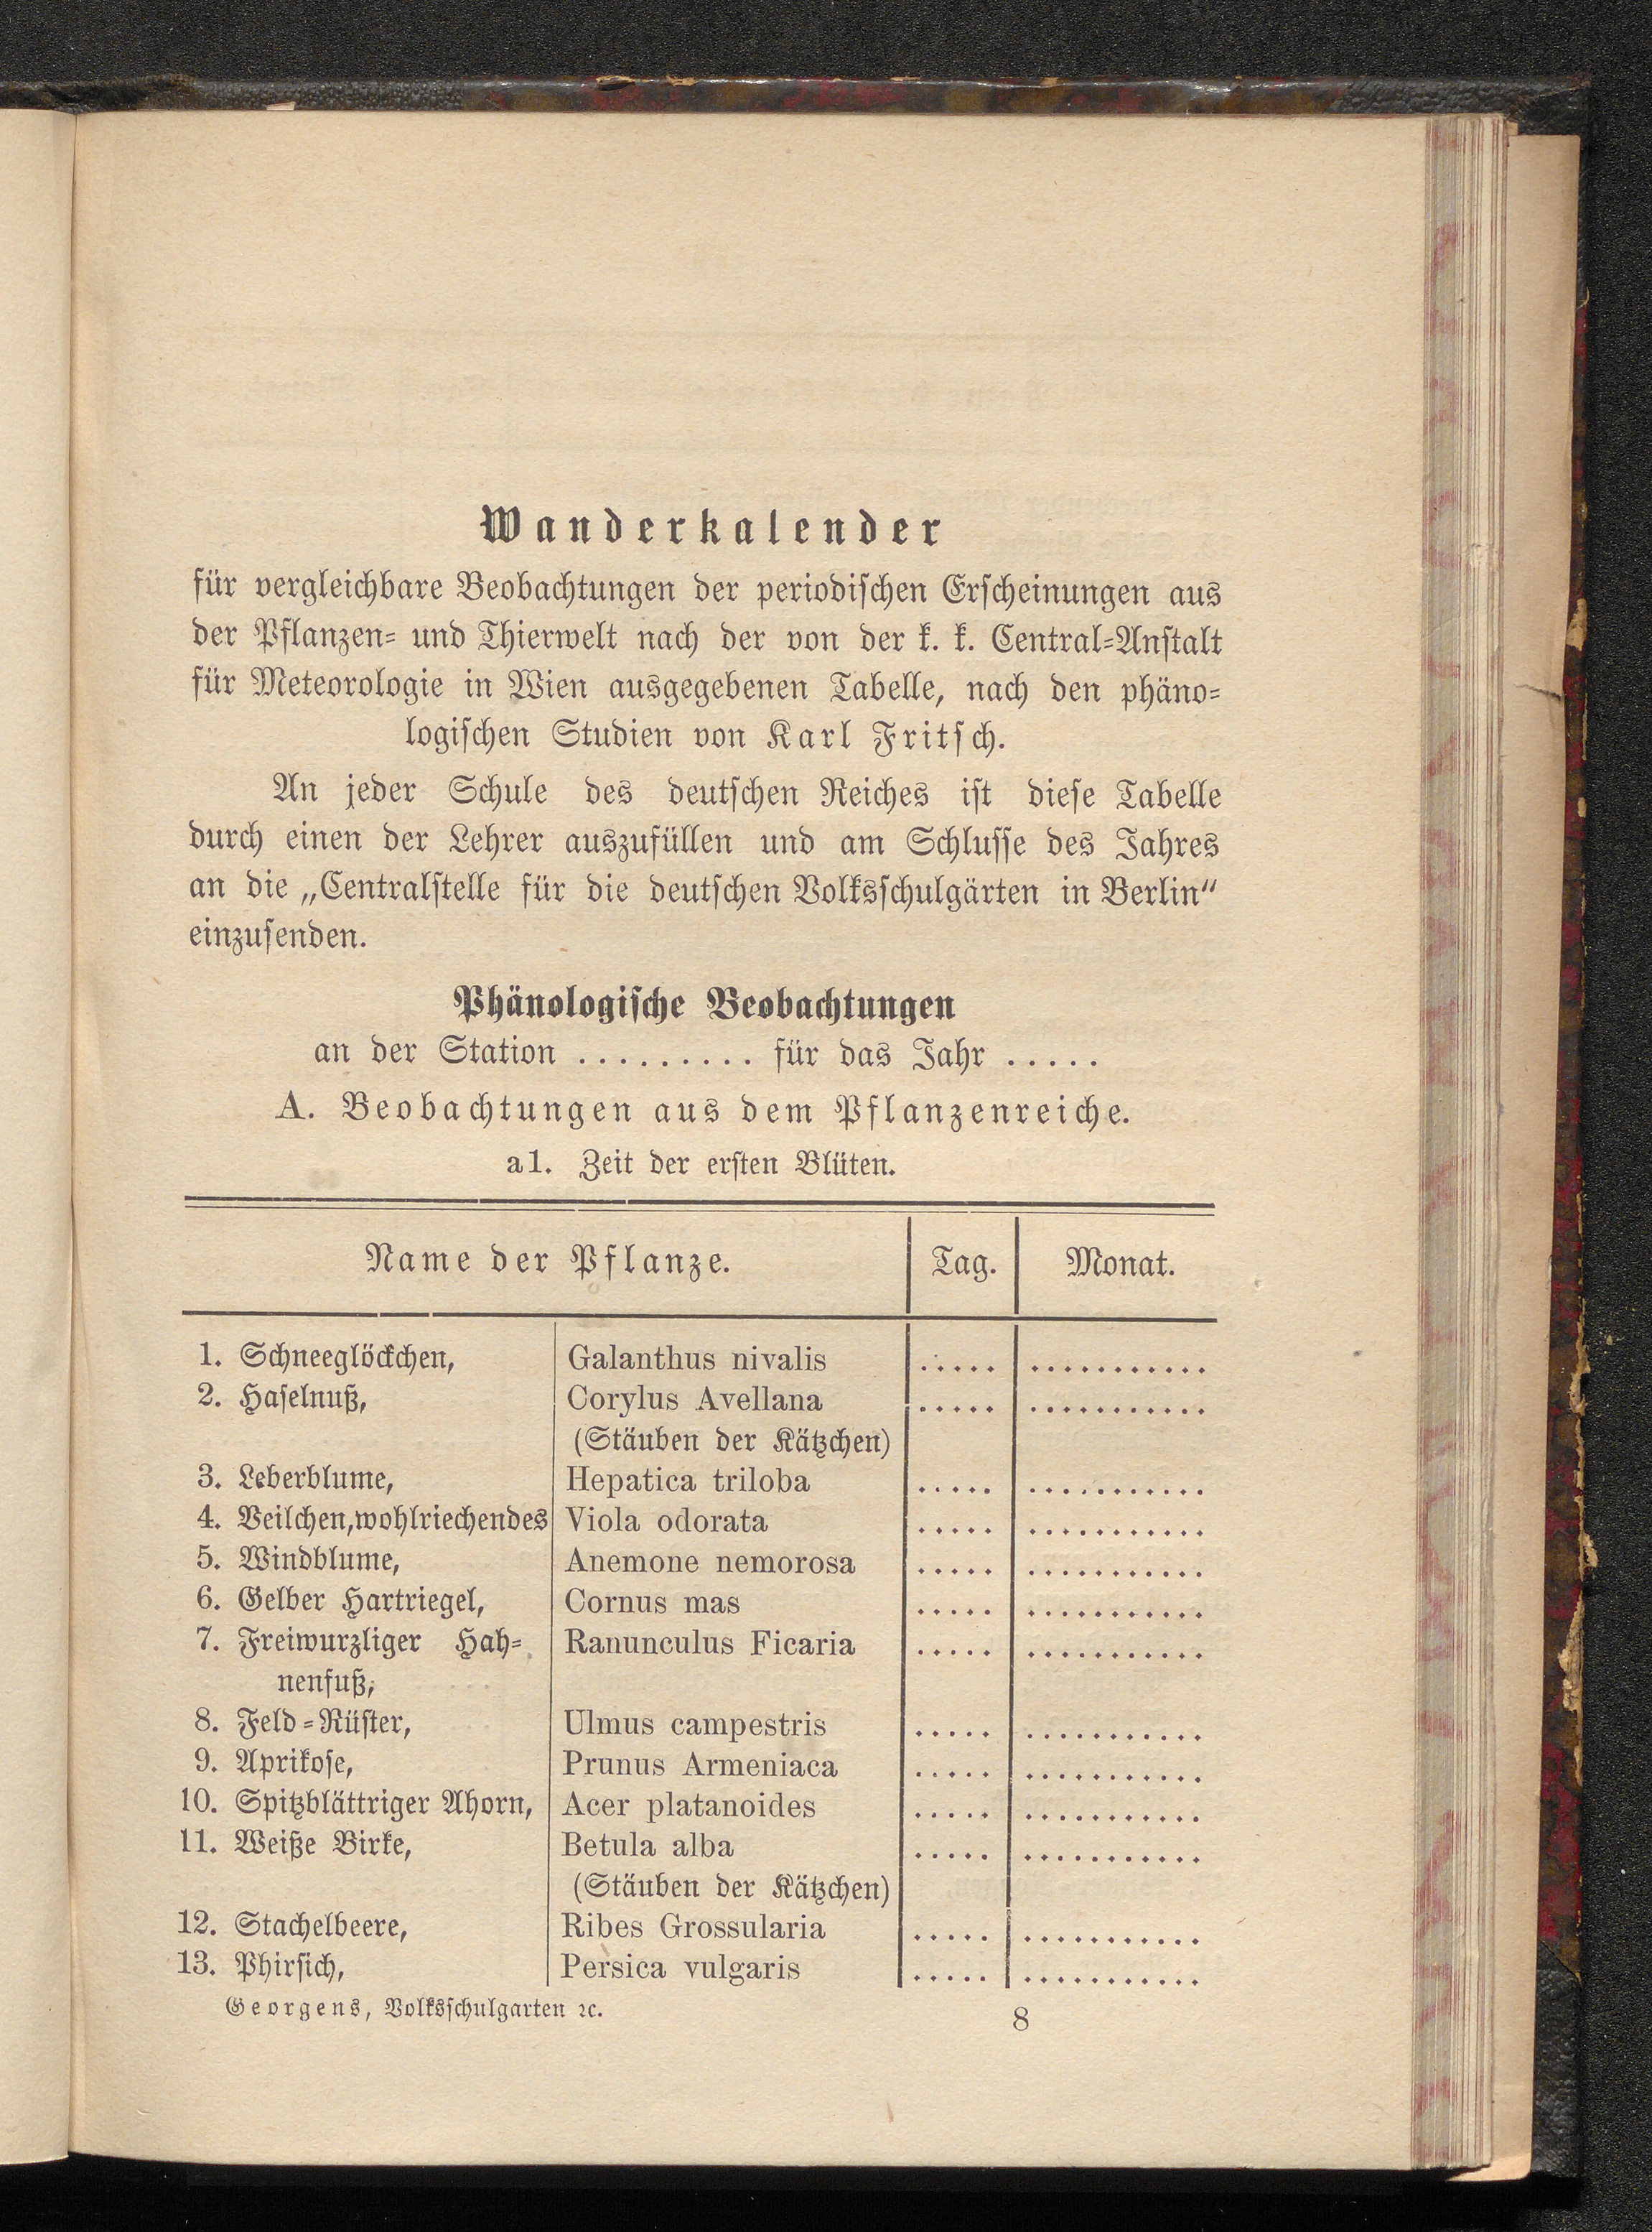 Wanderkalender
für vergleichbare Beobachtungen der periodischen Erscheinungen aus
der Pflanzen- und Thierwelt nach der von der k. k. Central-Anstalt
für Meteorologie in Wien ausgegebenen Tabelle, nach den phäno-
logischen Studien von Karl Fritsch.
An jeder Schule des deutschen Reiches ist diese Tabelle
durch einen der Lehrer auszufüllen und am Schlusse des Jahres
an die „Centralstelle für die deutschen Volksschulgärten in Berlin“
einzusenden.
Phänologische Beobachtungen
an der Station ......... für das Jahr .....
A. Beobachtungen aus dem Pflanzenreiche.
a1. Zeit der ersten Blüten.
Name der Pflanze. Tag. Monat.
1. Schneeglöckchen, Galanthus nivalis ..... ...........
2. Haselnuß, Corylus Avellana ..... ...........
(Stäuben der Kätzchen)
3. Leberblume, Hepatica triloba ..... ...........
4. Veilchen, wohlriechendes Viola odorata ..... ...........
5. Windblume, Anemone nemorosa ..... ...........
6. Gelber Hartriegel, Cornus mas ..... ...........
7. Freiwurzliger Hah- Ranunculus Ficaria ..... ...........
nenfuß,
8. Feld-Rüster, Ulmus campestris ..... ...........
9. Aprikose, Prunus Armeniaca ..... ...........
10. Spitzblättriger Ahorn, Acer platanoides ..... ...........
11. Weiße Birke, Betula alba ..... ...........
(Stäuben der Kätzchen)
12. Stachelbeere, Ribes Grossularia ..... ...........
13. Phirsich, Persica vulgaris ..... ...........
Georgens, Volksschulgarten ꝛc. 8